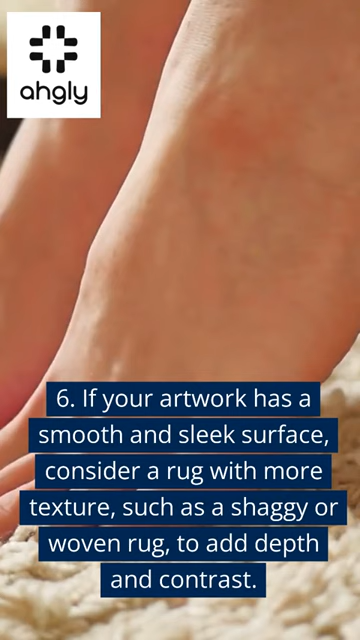 ahgly
6. If your artwork has a
smooth and sleek surface,
consider a rug with more
texture, such as a shaggy or
woven rug, to add depth
and contrast.